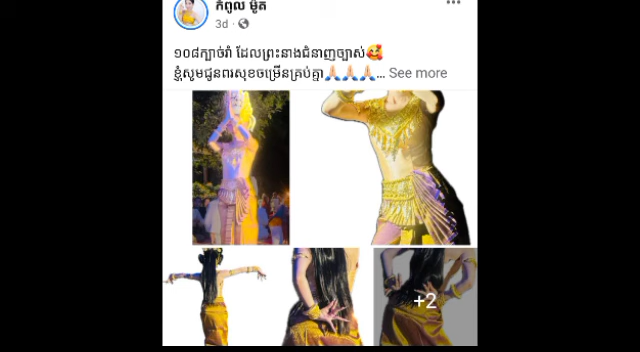 កំពូល ម៉ូត
3d ·
១០៨ក្បាច់រាំ ដែលព្រះនាងជំនាញច្បាស់🥰
ខ្ញុំសូមជូនពរសុខចម្រើនគ្រប់គ្នា🙏🏻🙏🏻🙏🏻... See more
+2